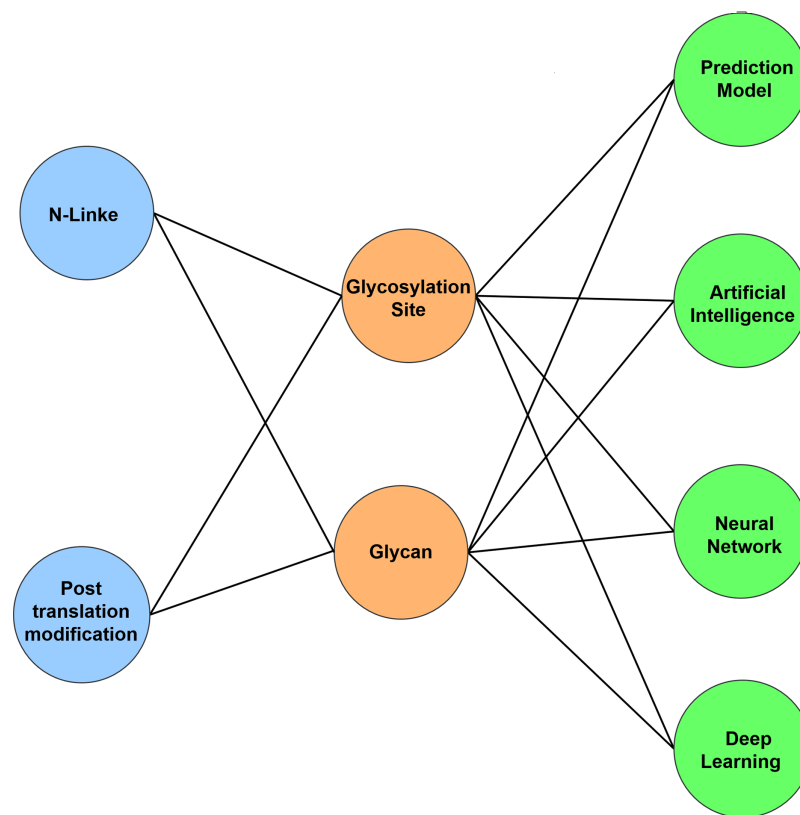 N-Linke
Post
translation
modification
Glycosylation
Site
Glycan
Prediction
Model
Artificial
Intelligence
Neural
Network
Deep
Learning